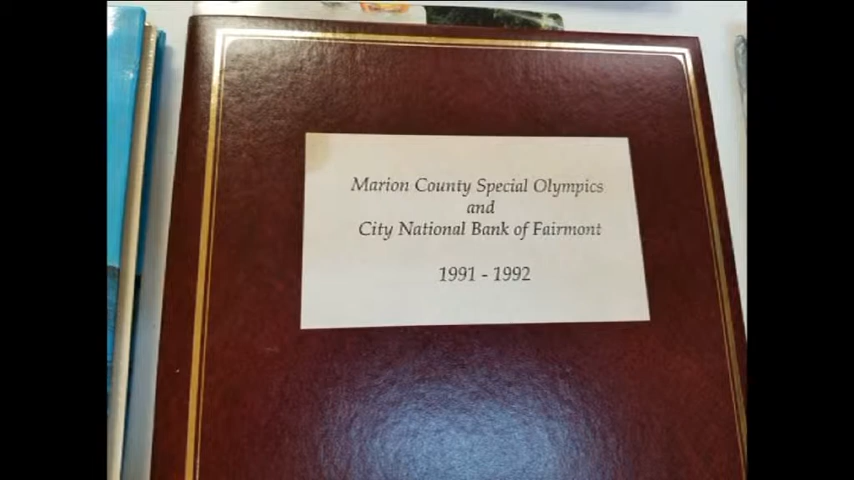 Marion County Special Olympics
and
City National Bank of Fairmont
1991 - 1992